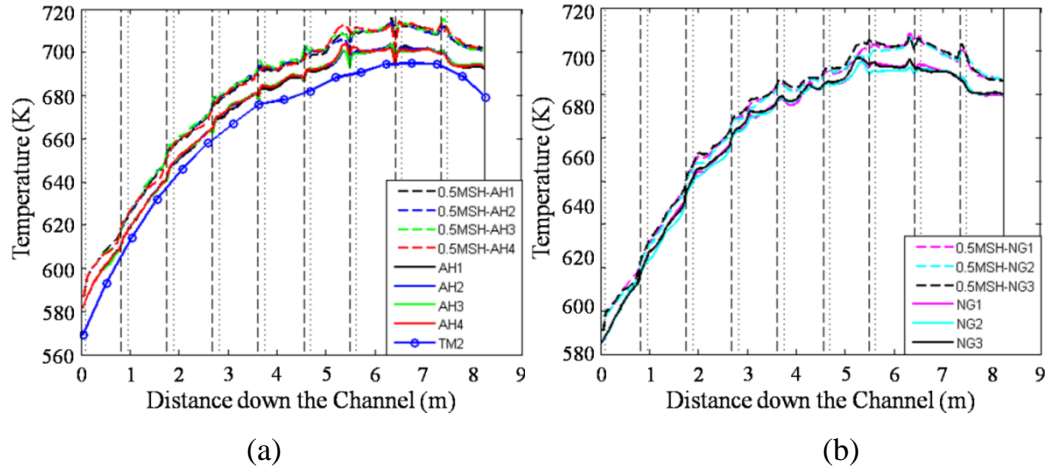 720
700
680
660
640
620
600
580
560
Temperature (K)
0 1 2 3 4 5 6 7 8 9
Distance down the Channel (m)
0.5MSH-AH1
0.5MSH-AH2
0.5MSH-AH3
0.5MSH-AH4
AH1
AH2
AH3
AH4
TM2
(a)
720
700
680
660
640
620
600
580
Temperature (K)
0 1 2 3 4 5 6 7 8 9
Distance down the Channel (m)
0.5MSH-NG1
0.5MSH-NG2
0.5MSH-NG3
NG1
NG2
NG3
(b)